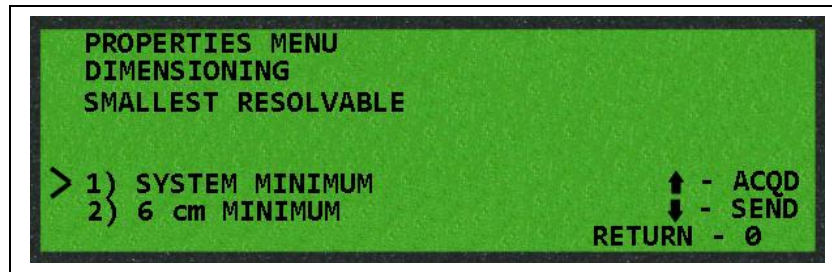 PROPERTIES MENU
DIMENSIONING
SMALLEST RESOLVABLE
> 1) SYSTEM MINIMUM ⬆ - ACQD
2) 6 cm MINIMUM ⬇ - SEND
RETURN - 0